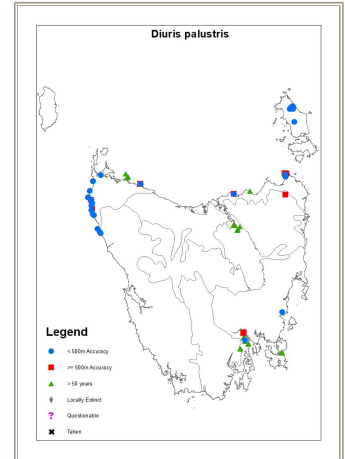 Diuris palustris
Legend
< 500m Accuracy
>= 500m Accuracy
> 50 years
Locally Extinct
Questionable
Taken